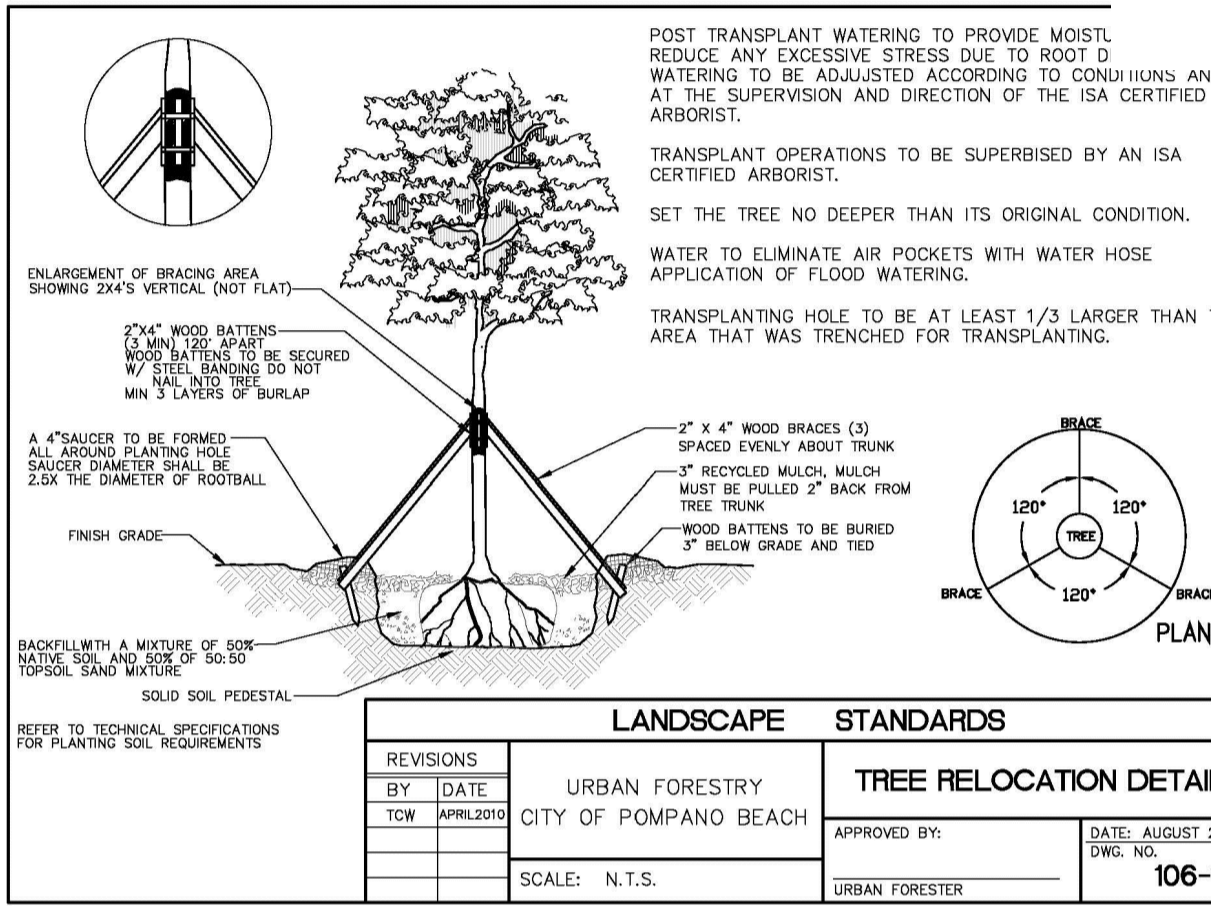 POST TRANSPLANT WATERING TO PROVIDE
REDUCE ANY EXCESSIVE STRESS DUE TO ROOT
WATERING TO BE ADJUJSTED ACCORDING TO CONDITIONS
AT THE SUPERVISION AND DIRECTION OF THE ISA CERTIFIED
ARBORIST.
TRANSPLANT OPERATIONS TO BE SUPERBISED BY AN ISA
CERTIFIED ARBORIST.
SET THE TREE NO DEEPER THAN ITS ORIGINAL CONDITION.
WATER TO ELIMINATE AIR POCKETS WITH WATER HOSE
APPLICATION OF FLOOD WATERING.
TRANSPLANTING HOLE TO BE AT LEAST 1/3 LARGER THAN
AREA THAT WAS TRENCHED FOR TRANSPLANTING.
ENLARGEMENT OF BRACING AREA
SHOWING 2X4'S VERTICAL (NOT FLAT)
2"X4" WOOD BATTENS
(3 MIN) 120° APART
WOOD BATTENS TO BE SECURED
W/ STEEL BANDING DO NOT
NAIL INTO TREE
MIN 3 LAYERS OF BURLAP
A 4"SAUCER TO BE FORMED
ALL AROUND PLANTING HOLE
SAUCER DIAMETER SHALL BE
2.5X THE DIAMETER OF ROOTBALL
FINISH GRADE
BACKFILLWITH A MIXTURE OF 50%
NATIVE SOIL AND 50% OF 50:50
TOPSOIL SAND MIXTURE
SOLID SOIL PEDESTAL
REFER TO TECHNICAL SPECIFICATIONS
FOR PLANTING SOIL REQUIREMENTS
2" X 4" WOOD BRACES (3)
SPACED EVENLY ABOUT TRUNK
3" RECYCLED MULCH, MULCH
MUST BE PULLED 2" BACK FROM
TREE TRUNK
WOOD BATTENS TO BE BURIED
3" BELOW GRADE AND TIED
BRACE
120° 120°
TREE
120°
BRACE
PLAN
LANDSCAPE STANDARDS
REVISIONS
BY DATE
TCW APRIL2010
URBAN FORESTRY
CITY OF POMPANO BEACH
SCALE: N.T.S.
TREE RELOCATION
APPROVED BY:
URBAN FORESTER
DATE: AUGUST
DWG. NO.
106-